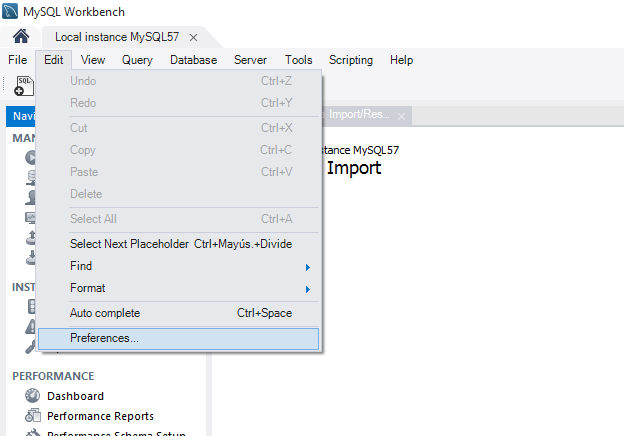 MySQL Workbench
Local instance MySQL57
File Edit View Query Database Server Tools Scripting Help
SQL
Navi
Import/Res...
MAN
stance MySQL57
Import
Undo Ctrl+Z
Redo Ctrl+Y
Cut Ctrl+X
Copy Ctrl+C
Paste Ctrl+V
Delete
Select All Ctrl+A
Select Next Placeholder Ctrl+Mayús.+Divide
Find
Format
Auto complete Ctrl+Space
Preferences...
INST
PERFORMANCE
Dashboard
Performance Reports
Performance Schema Setup